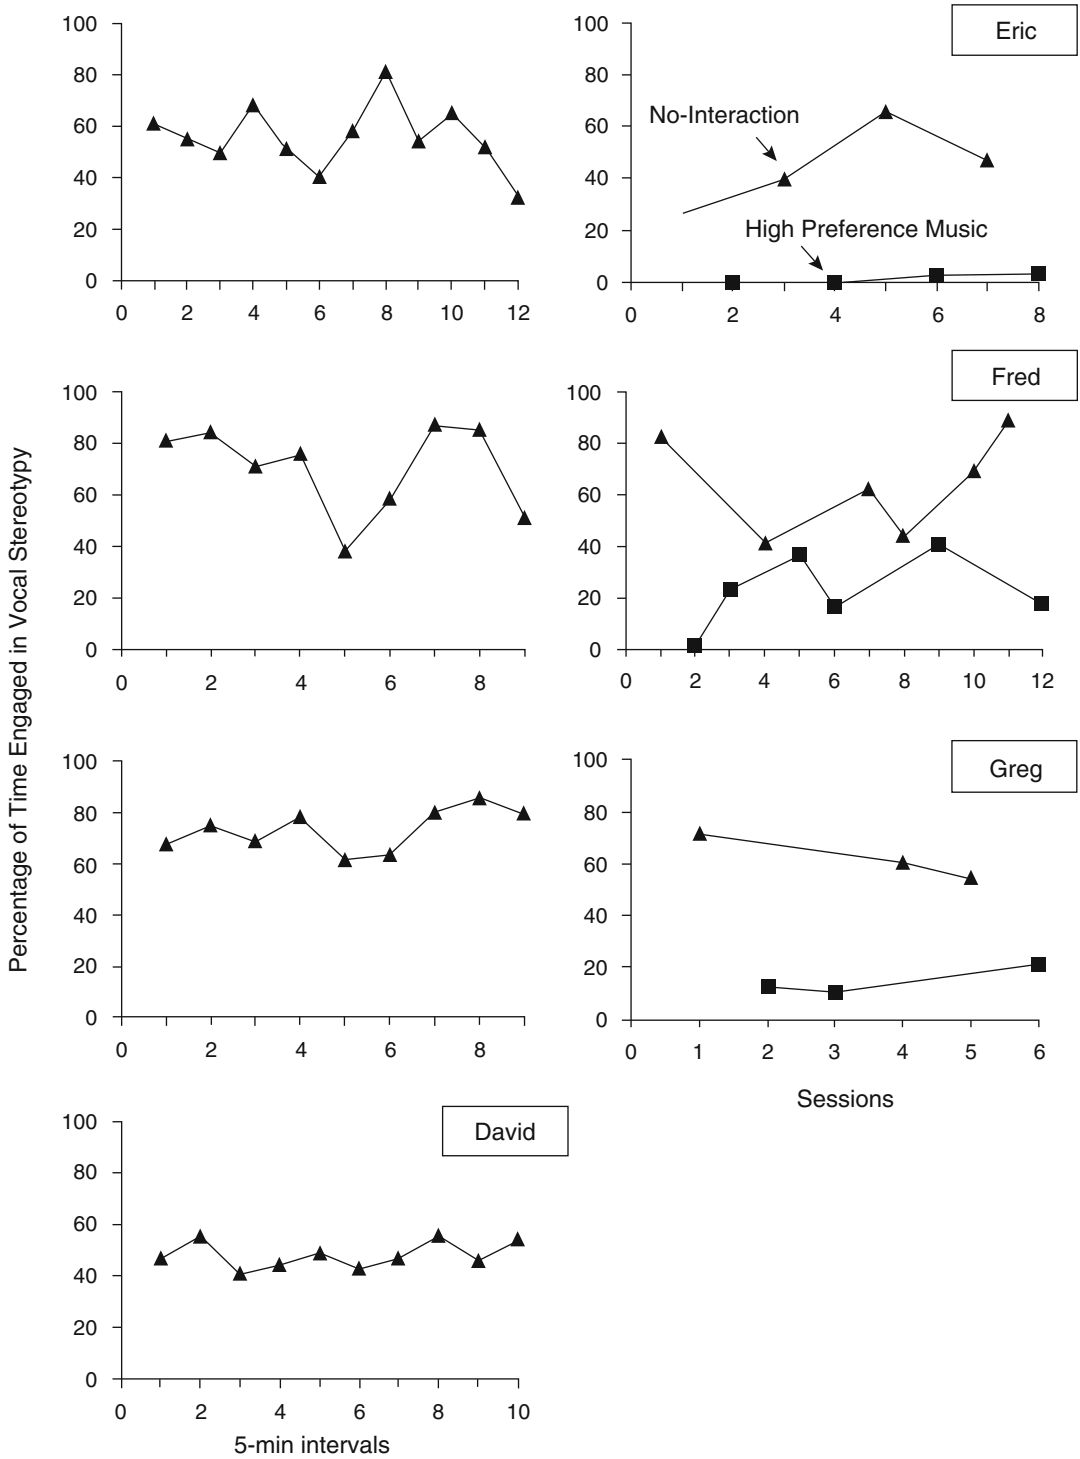 Percentage of Time Engaged in Vocal Stereotypy
100
80
60
40
20
0
0 2 4 6 8 10 12
Eric
100
80
60
40
20
0
No-Interaction
High Preference Music
0 2 4 6 8
100
80
60
40
20
0
0 2 4 6 8
Fred
100
80
60
40
20
0
0 2 4 6 8 10 12
100
80
60
40
20
0
0 2 4 6 8
Greg
100
80
60
40
20
0
0 1 2 3 4 5 6
Sessions
David
100
80
60
40
20
0
0 2 4 6 8 10
5-min intervals